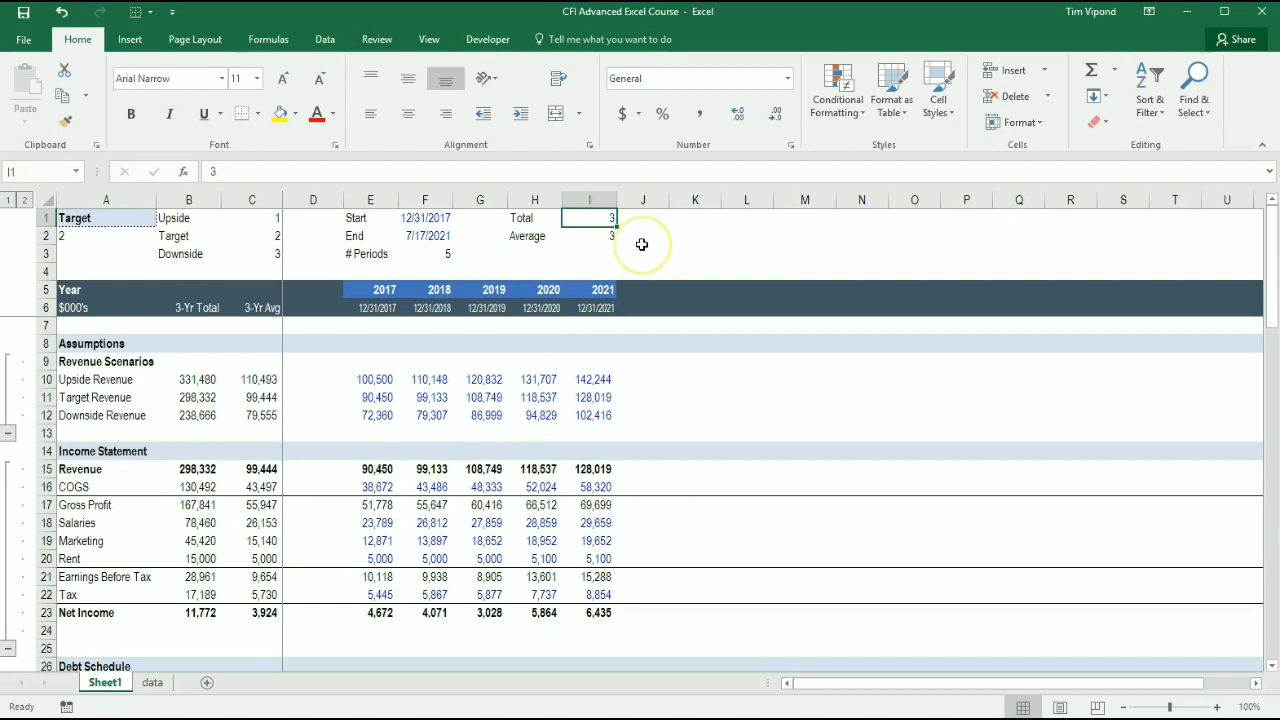 CFI Advanced Excel Course - Excel
Tim Vipond
File Home Insert Page Layout Formulas Data Review View Developer Tell me what you want to do Share
Paste
Clipboard
Arial Narrow 11
B I U
Font
Alignment
General
$ % ,
Number
Conditional Formatting
Format as Table
Cell Styles
Styles
Insert
Delete
Format
Cells
Sort & Filter
Find & Select
Editing
I1 fx 3
1 2 A B C D E F G H I J K L M N O P Q R S T U
1 Target Upside 1 Start 12/31/2017 Total 3
2 2 Target 2 End 7/17/2021 Average 3
3 Downside 3 # Periods 5
4
5 Year 2017 2018 2019 2020 2021
6 $000's 3-Yr Total 3-Yr Avg 12/31/2017 12/31/2018 12/31/2019 12/31/2020 12/31/2021
7
8 Assumptions
9 Revenue Scenarios
10 Upside Revenue 331,480 110,493 100,500 110,148 120,832 131,707 142,244
11 Target Revenue 298,332 99,444 90,450 99,133 108,749 118,537 128,019
12 Downside Revenue 238,666 79,555 72,360 79,307 86,999 94,829 102,416
13
14 Income Statement
15 Revenue 298,332 99,444 90,450 99,133 108,749 118,537 128,019
16 COGS 130,492 43,497 38,672 43,486 48,333 52,024 58,320
17 Gross Profit 167,841 55,947 51,778 55,647 60,416 66,512 69,699
18 Salaries 78,460 26,153 23,789 26,812 27,859 28,859 29,659
19 Marketing 45,420 15,140 12,871 13,897 18,652 18,952 19,652
20 Rent 15,000 5,000 5,000 5,000 5,000 5,100 5,100
21 Earnings Before Tax 28,961 9,654 10,118 9,938 8,905 13,601 15,288
22 Tax 17,189 5,730 5,445 5,867 5,877 7,737 8,854
23 Net Income 11,772 3,924 4,672 4,071 3,028 5,864 6,435
24
25
26 Debt Schedule
Sheet1 data
Ready 100%